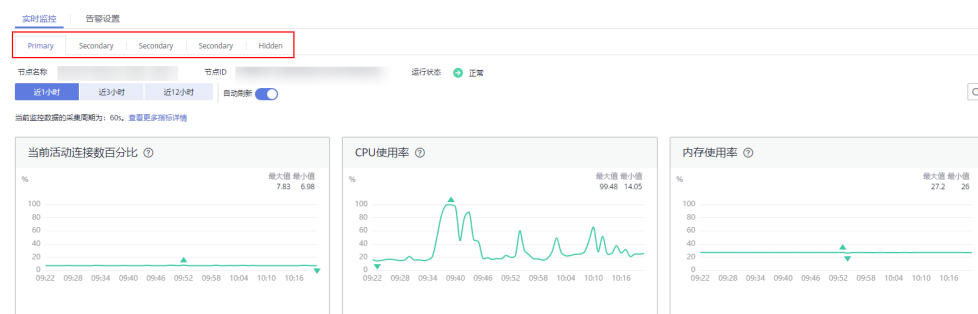 实时监控 告警设置
Primary Secondary Secondary Secondary Hidden
节点名称 节点ID 运行状态 正常
近1小时 近3小时 近12小时 自动刷新
当前监控数据的采集周期为：60s。查看更多指标详情
当前活动连接数百分比
% 最大值 最小值
7.83 6.98
100
80
60
40
20
0
09:22 09:28 09:34 09:40 09:46 09:52 09:58 10:04 10:10 10:16
CPU使用率
% 最大值 最小值
99.48 14.05
100
80
60
40
20
0
09:22 09:28 09:34 09:40 09:46 09:52 09:58 10:04 10:10 10:16
内存使用率
% 最大值 最小值
27.2 26
100
80
60
40
20
0
09:22 09:28 09:34 09:40 09:46 09:52 09:58 10:04 10:10 10:16